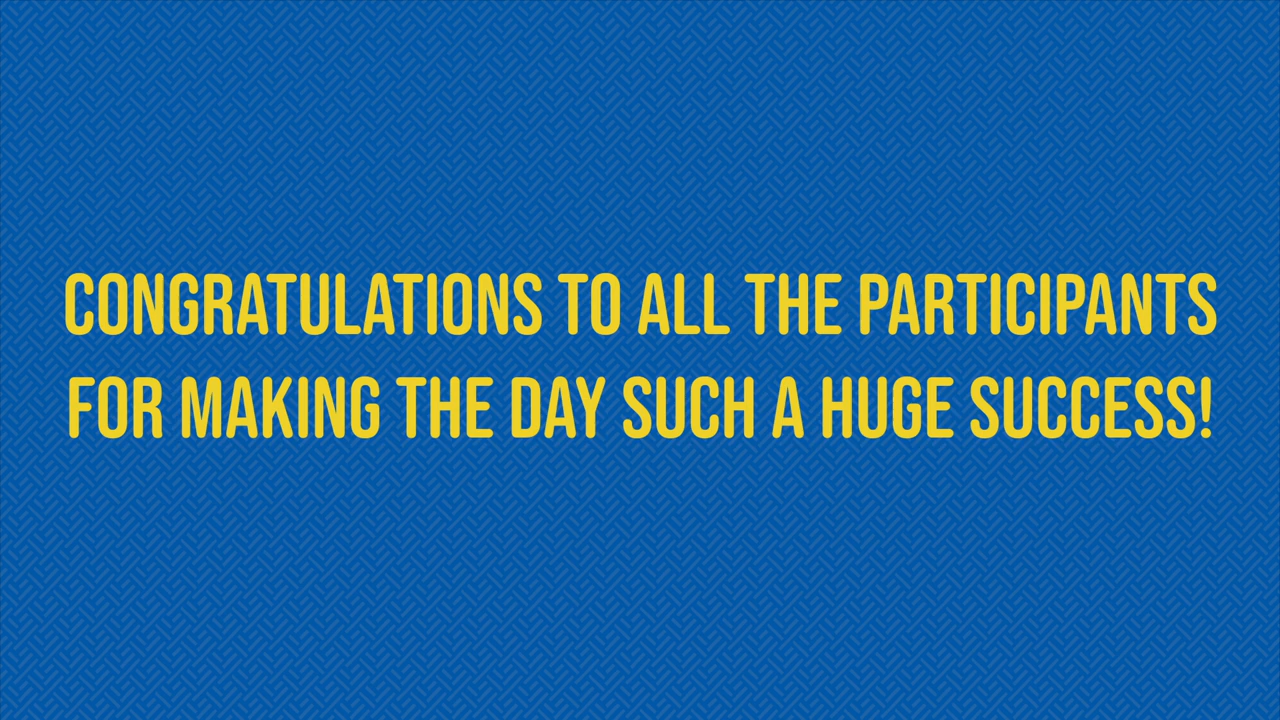 CONGRATULATIONS TO ALL THE PARTICIPANTS
FOR MAKING THE DAY SUCH A HUGE SUCCESS!